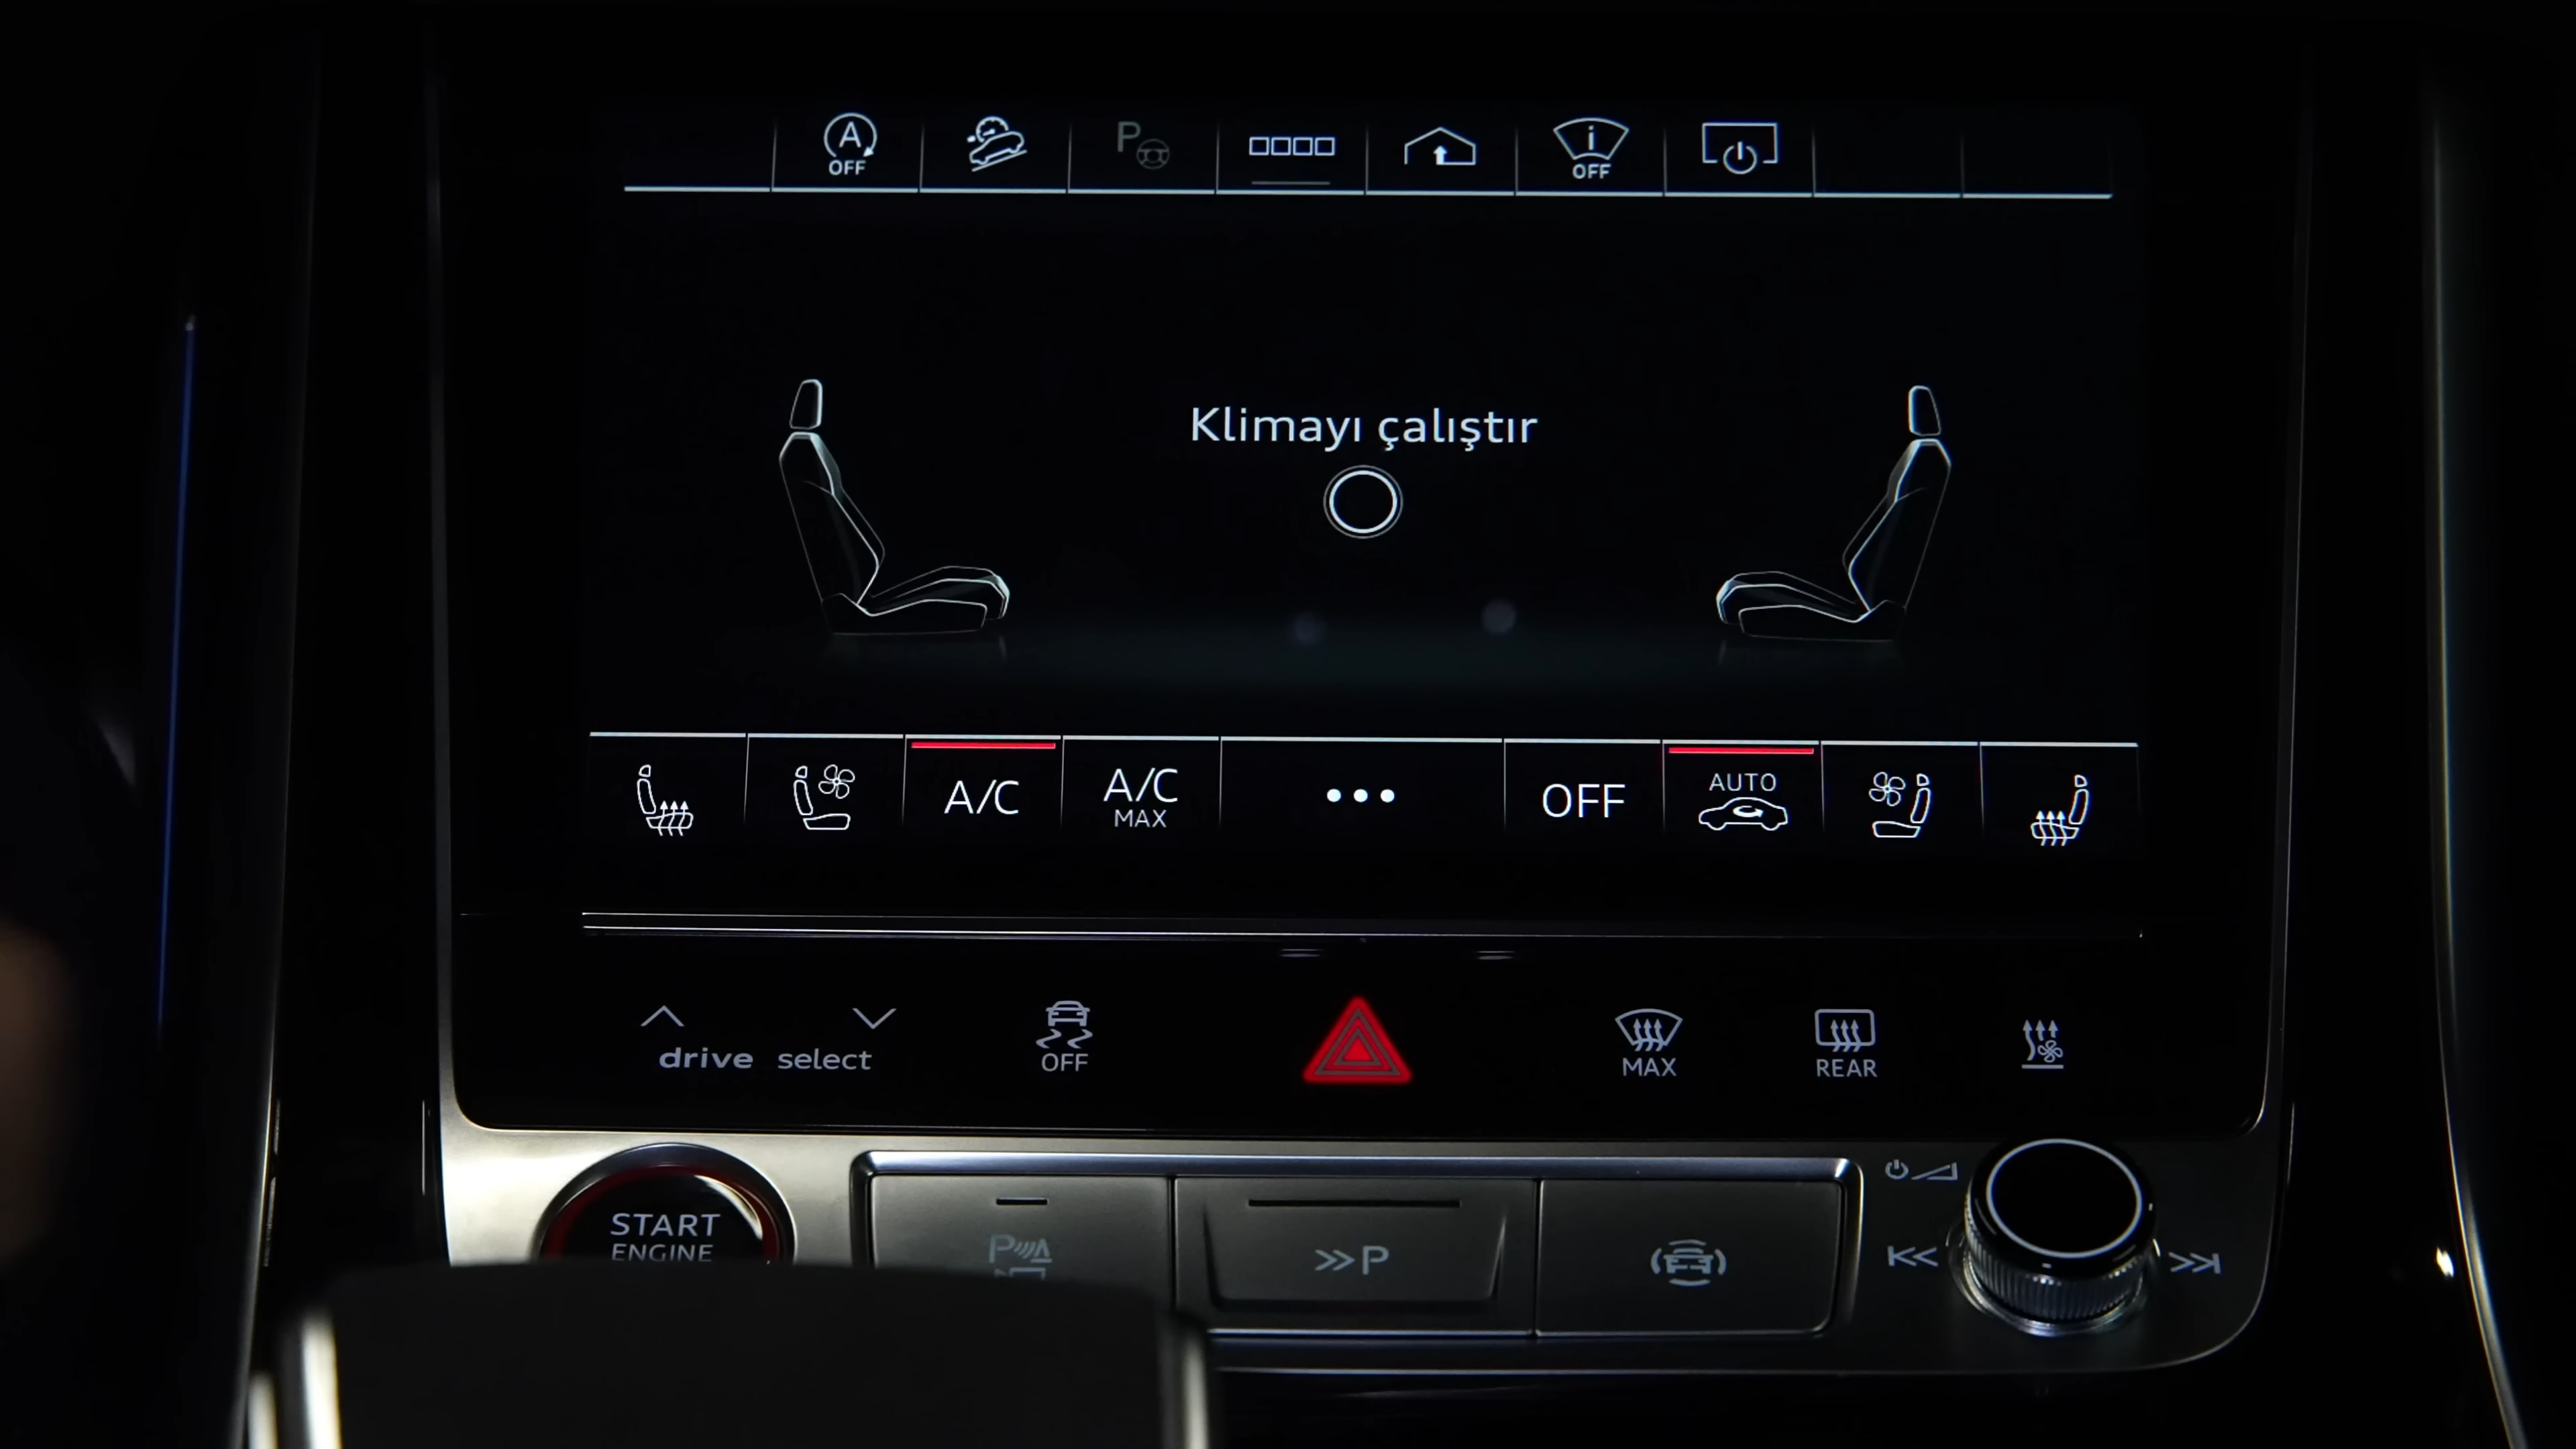 A
OFF
P
i
OFF
Klimayı çalıştır
A/C
A/C
MAX
OFF
AUTO
drive select
OFF
MAX
REAR
START
ENGINE
P
P